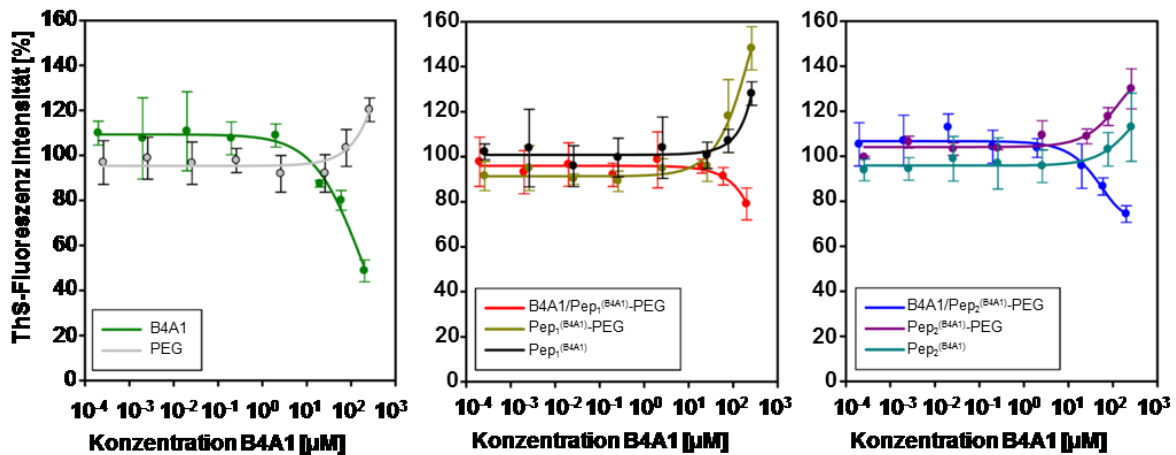 ThS-Fluoreszenz Intensität [%]
160
140
120
100
80
60
40
20
0
B4A1
PEG
10⁻⁴ 10⁻³ 10⁻² 10⁻¹ 10⁰ 10¹ 10² 10³
Konzentration B4A1 [µM]
160
140
120
100
80
60
40
20
0
B4A1/Pep₁⁽ᴮ⁴ᴬ¹⁾-PEG
Pep₁⁽ᴮ⁴ᴬ¹⁾-PEG
Pep₁⁽ᴮ⁴ᴬ¹⁾
10⁻⁴ 10⁻³ 10⁻² 10⁻¹ 10⁰ 10¹ 10² 10³
Konzentration B4A1 [µM]
160
140
120
100
80
60
40
20
0
B4A1/Pep₂⁽ᴮ⁴ᴬ¹⁾-PEG
Pep₂⁽ᴮ⁴ᴬ¹⁾-PEG
Pep₂⁽ᴮ⁴ᴬ¹⁾
10⁻⁴ 10⁻³ 10⁻² 10⁻¹ 10⁰ 10¹ 10² 10³
Konzentration B4A1 [µM]